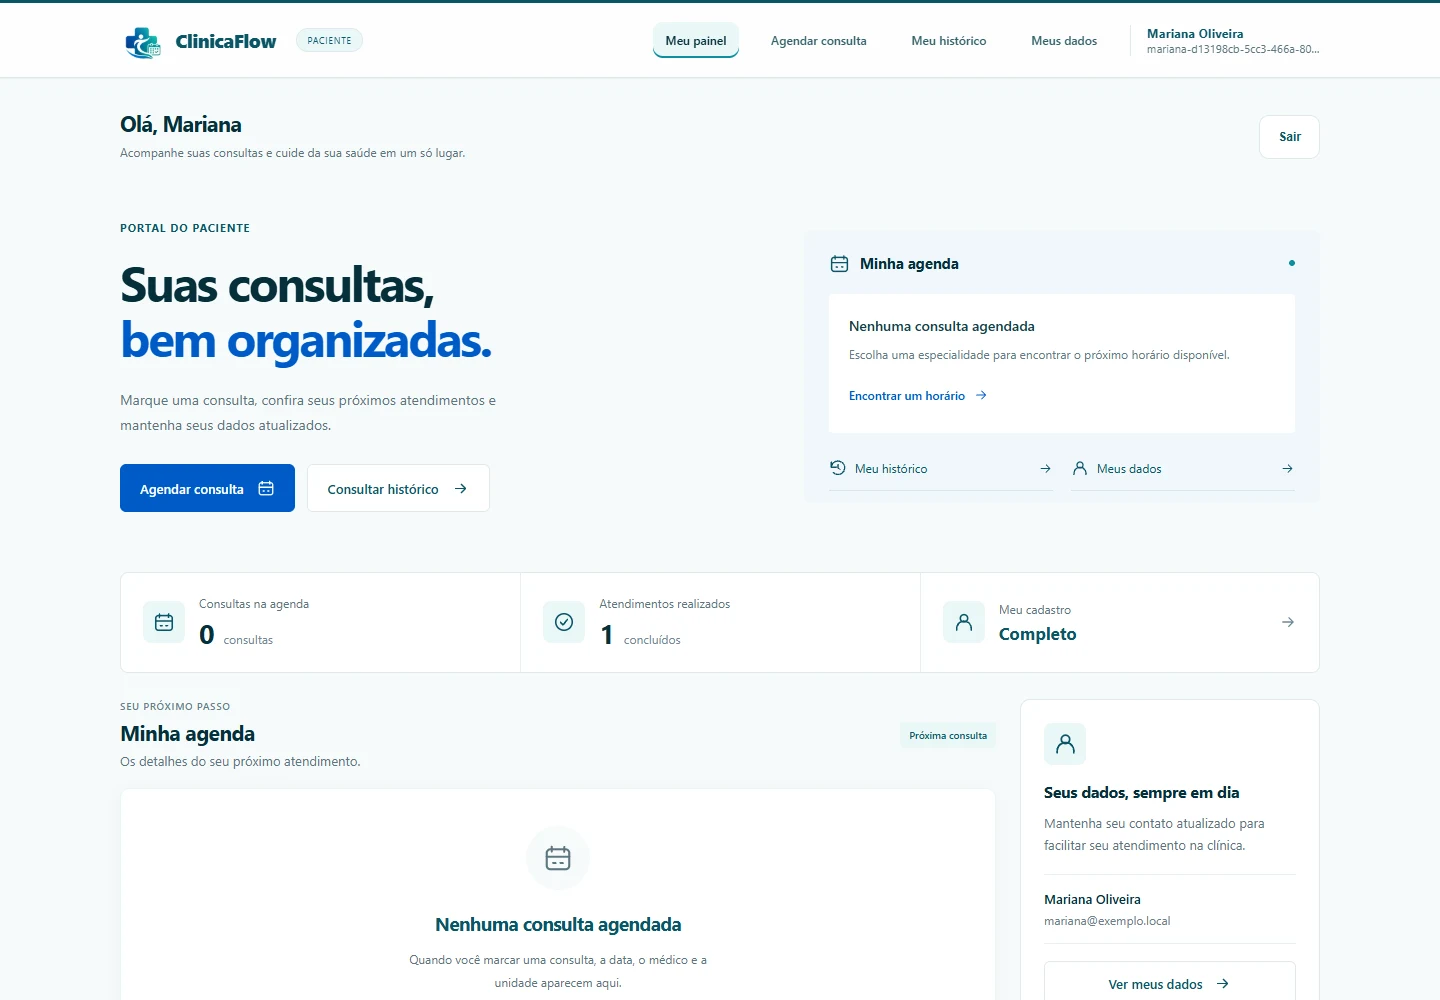 ClinicaFlow
PACIENTE
Meu painel
Agendar consulta
Meu histórico
Meus dados
Mariana Oliveira
mariana-d13198cb-5cc3-466a-80...
Olá, Mariana
Acompanhe suas consultas e cuide da sua saúde em um só lugar.
Sair
PORTAL DO PACIENTE
Suas consultas,
bem organizadas.
Marque uma consulta, confira seus próximos atendimentos e
mantenha seus dados atualizados.
Agendar consulta
Consultar histórico
Minha agenda
Nenhuma consulta agendada
Escolha uma especialidade para encontrar o próximo horário disponível.
Encontrar um horário
Meu histórico
Meus dados
Consultas na agenda
0 consultas
Atendimentos realizados
1 concluídos
Meu cadastro
Completo
SEU PRÓXIMO PASSO
Minha agenda
Os detalhes do seu próximo atendimento.
Próxima consulta
Nenhuma consulta agendada
Quando você marcar uma consulta, a data, o médico e a
unidade aparecem aqui.
Seus dados, sempre em dia
Mantenha seu contato atualizado para
facilitar seu atendimento na clínica.
Mariana Oliveira
mariana@exemplo.local
Ver meus dados